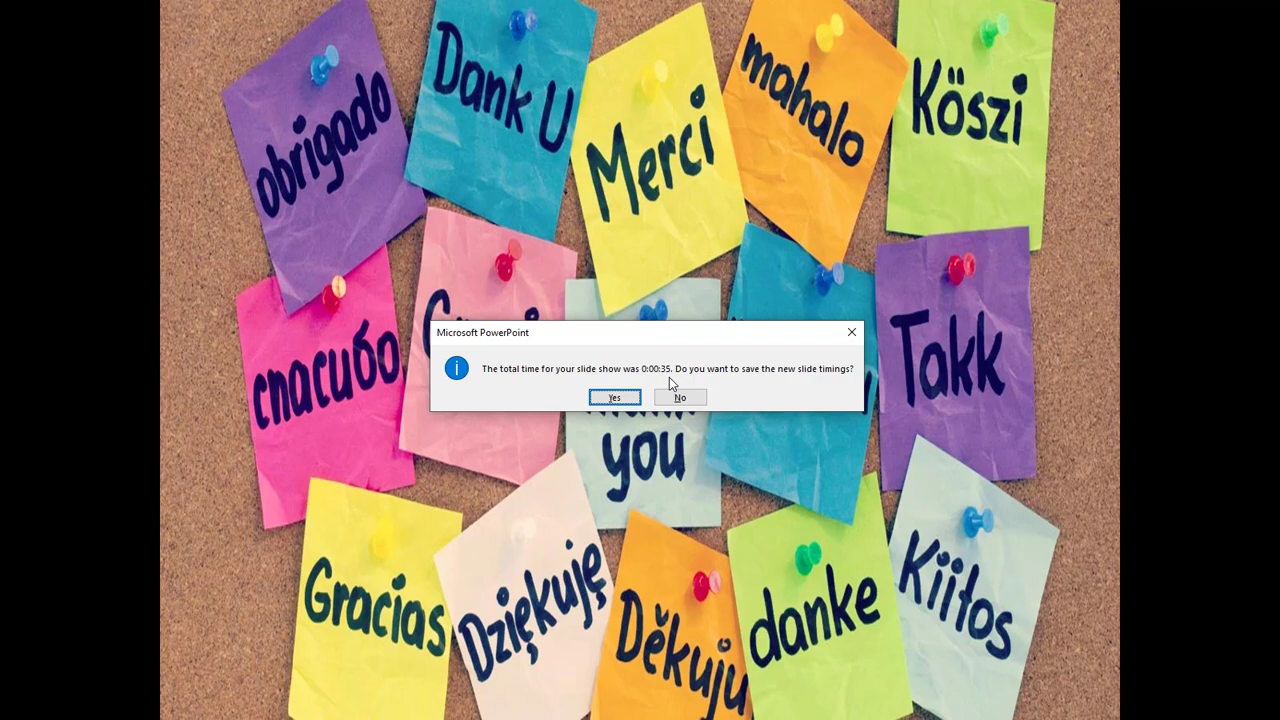 obrigado
Dank U
Merci
mahalo
Köszi
Microsoft PowerPoint
The total time for your slide show was 0:00:35. Do you want to save the new slide timings?
Yes
No
спасибо
Takk
you
Gracias
Dziękuję
Děkuju
danke
Kiitos